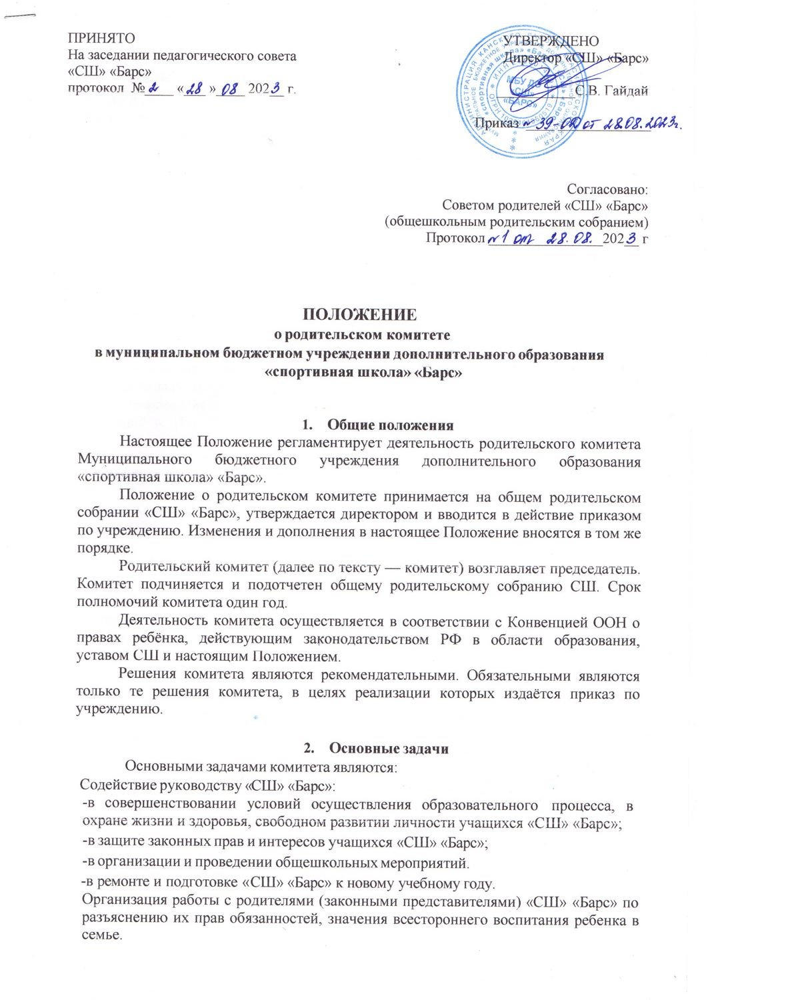 ПРИНЯТО
На заседании педагогического совета
«СШ» «Барс»
протокол №2 «28» 08 2023 г.
УТВЕРЖДЕНО
Директор «СШ» «Барс»
С.В. Гайдай
Приказ № 39-ОД от 28.08.2023г.
МБУ ДО
«СШ»
«БАРС»
Согласовано:
Советом родителей «СШ» «Барс»
(общешкольным родительским собранием)
Протокол №1 от 28.08. 2023 г
ПОЛОЖЕНИЕ
о родительском комитете
в муниципальном бюджетном учреждении дополнительного образования
«спортивная школа» «Барс»
1. Общие положения
Настоящее Положение регламентирует деятельность родительского комитета
Муниципального бюджетного учреждения дополнительного образования
«спортивная школа» «Барс».
Положение о родительском комитете принимается на общем родительском
собрании «СШ» «Барс», утверждается директором и вводится в действие приказом
по учреждению. Изменения и дополнения в настоящее Положение вносятся в том же
порядке.
Родительский комитет (далее по тексту — комитет) возглавляет председатель.
Комитет подчиняется и подотчетен общему родительскому собранию СШ. Срок
полномочий комитета один год.
Деятельность комитета осуществляется в соответствии с Конвенцией ООН о
правах ребёнка, действующим законодательством РФ в области образования,
уставом СШ и настоящим Положением.
Решения комитета являются рекомендательными. Обязательными являются
только те решения комитета, в целях реализации которых издаётся приказ по
учреждению.
2. Основные задачи
Основными задачами комитета являются:
Содействие руководству «СШ» «Барс»:
-в совершенствовании условий осуществления образовательного процесса, в
охране жизни и здоровья, свободном развитии личности учащихся «СШ» «Барс»;
-в защите законных прав и интересов учащихся «СШ» «Барс»;
-в организации и проведении общешкольных мероприятий.
-в ремонте и подготовке «СШ» «Барс» к новому учебному году.
Организация работы с родителями (законными представителями) «СШ» «Барс» по
разъяснению их прав обязанностей, значения всестороннего воспитания ребенка в
семье.